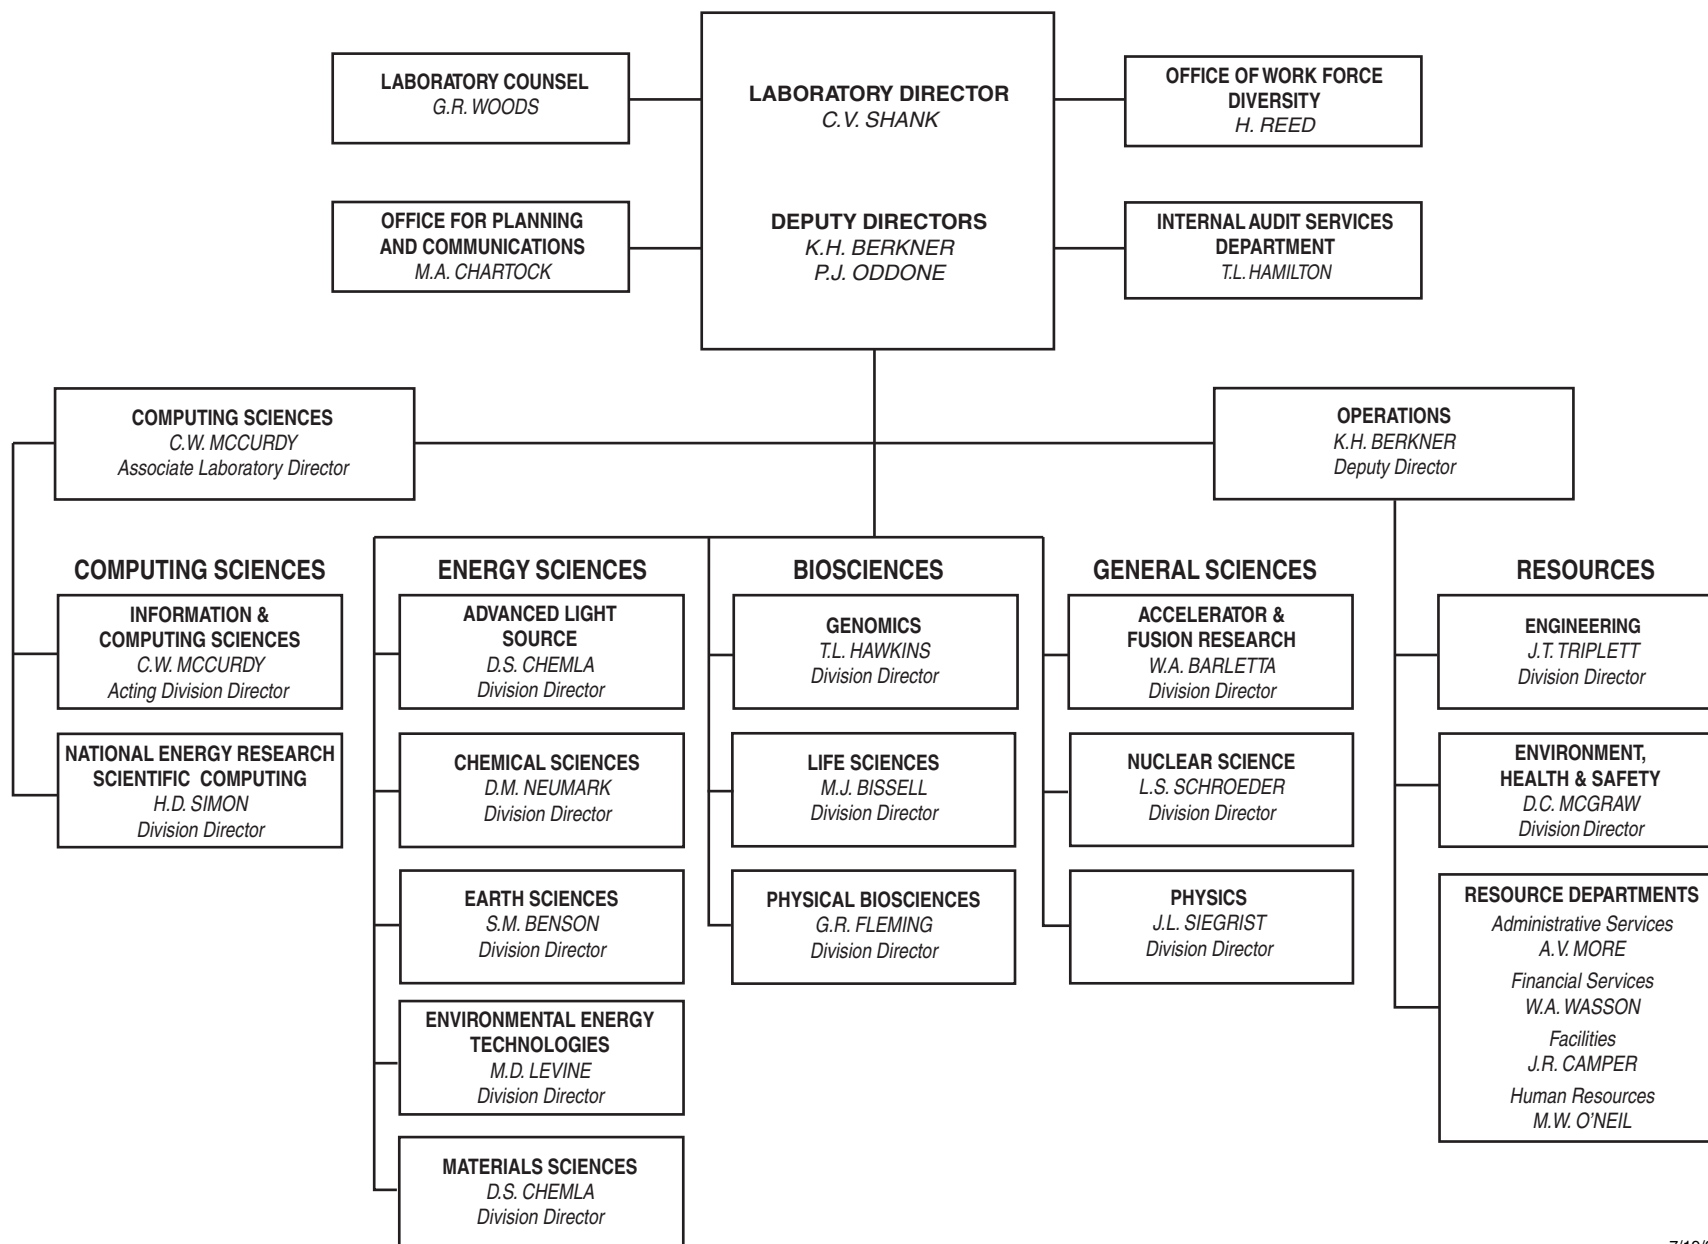 LABORATORY COUNSEL
G.R. WOODS
LABORATORY DIRECTOR
C.V. SHANK
OFFICE OF WORK FORCE
DIVERSITY
H. REED
OFFICE FOR PLANNING
AND COMMUNICATIONS
M.A. CHARTOCK
DEPUTY DIRECTORS
K.H. BERKNER
P.J. ODDONE
INTERNAL AUDIT SERVICES
DEPARTMENT
T.L. HAMILTON
COMPUTING SCIENCES
C.W. MCCURDY
Associate Laboratory Director
OPERATIONS
K.H. BERKNER
Deputy Director
COMPUTING SCIENCES
INFORMATION &
COMPUTING SCIENCES
C.W. MCCURDY
Acting Division Director
NATIONAL ENERGY RESEARCH
SCIENTIFIC COMPUTING
H.D. SIMON
Division Director
ENERGY SCIENCES
ADVANCED LIGHT
SOURCE
D.S. CHEMLA
Division Director
CHEMICAL SCIENCES
D.M. NEUMARK
Division Director
EARTH SCIENCES
S.M. BENSON
Division Director
ENVIRONMENTAL ENERGY
TECHNOLOGIES
M.D. LEVINE
Division Director
MATERIALS SCIENCES
D.S. CHEMLA
Division Director
BIOSCIENCES
GENOMICS
T.L. HAWKINS
Division Director
LIFE SCIENCES
M.J. BISSELL
Division Director
PHYSICAL BIOSCIENCES
G.R. FLEMING
Division Director
GENERAL SCIENCES
ACCELERATOR &
FUSION RESEARCH
W.A. BARLETTA
Division Director
NUCLEAR SCIENCE
L.S. SCHROEDER
Division Director
PHYSICS
J.L. SIEGRIST
Division Director
RESOURCES
ENGINEERING
J.T. TRIPLETT
Division Director
ENVIRONMENT,
HEALTH & SAFETY
D.C. MCGRAW
Division Director
RESOURCE DEPARTMENTS
Administrative Services
A.V. MORE
Financial Services
W.A. WASSON
Facilities
J.R. CAMPER
Human Resources
M.W. O'NEIL